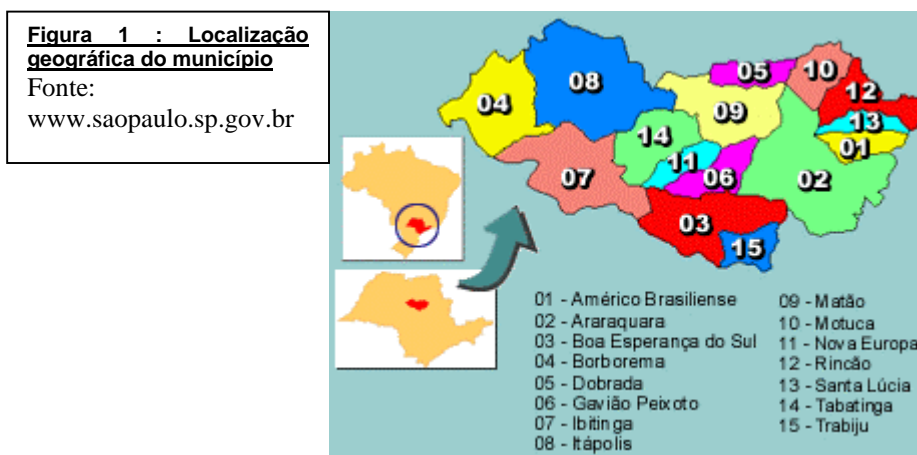 Figura 1 : Localização
geográfica do município
Fonte:
www.saopaulo.sp.gov.br
05
10
08
12
04
09
13
14
01
11
07
06
02
03
15
01 - Américo Brasiliense
02 - Araraquara
03 - Boa Esperança do Sul
04 - Borborema
05 - Dobrada
06 - Gavião Peixoto
07 - Ibitinga
08 - Itápolis
09 - Matão
10 - Motuca
11 - Nova Europa
12 - Rincão
13 - Santa Lúcia
14 - Tabatinga
15 - Trabiju